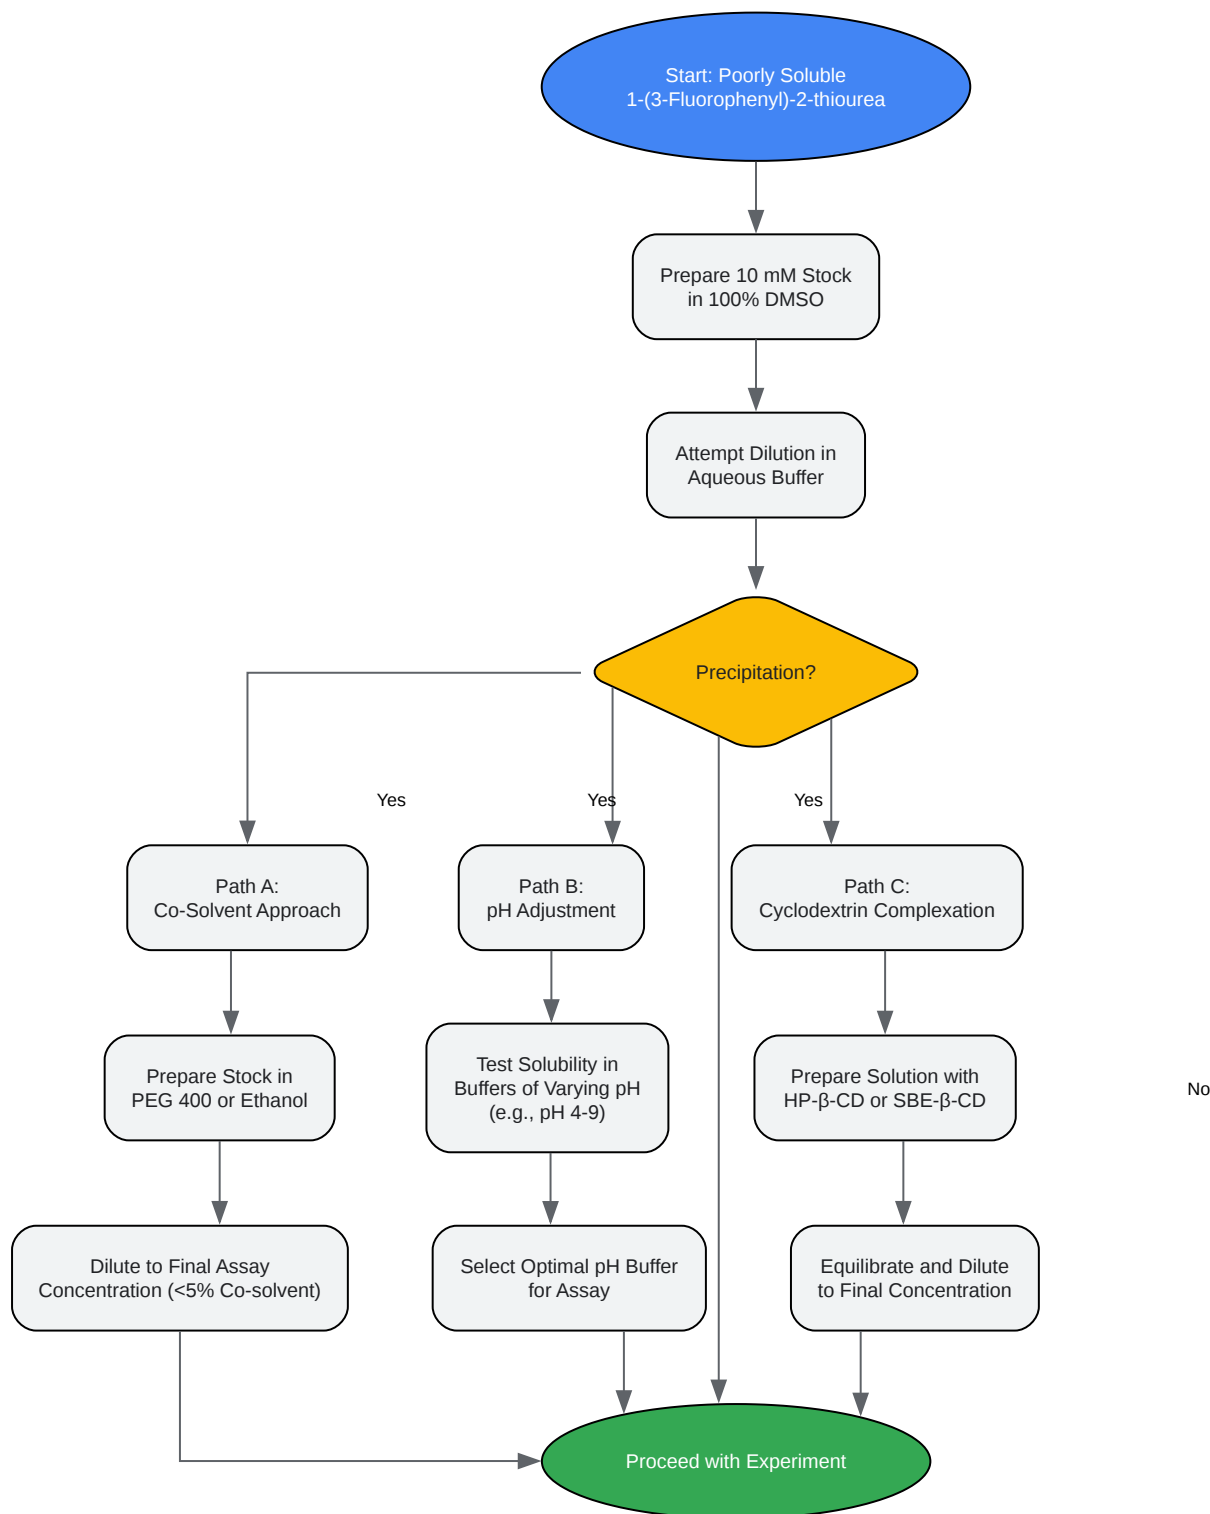 Start: Poorly Soluble
1-(3-Fluorophenyl)-2-thiourea
Prepare 10 mM Stock
in 100% DMSO
Attempt Dilution in
Aqueous Buffer
Precipitation?
Yes
Yes
Yes
Path A:
Co-Solvent Approach
Path B:
pH Adjustment
Path C:
Cyclodextrin Complexation
Prepare Stock in
PEG 400 or Ethanol
Test Solubility in
Buffers of Varying pH
(e.g., pH 4-9)
Prepare Solution with
HP-β-CD or SBE-β-CD
No
Dilute to Final Assay
Concentration (<5% Co-solvent)
Select Optimal pH Buffer
for Assay
Equilibrate and Dilute
to Final Concentration
Proceed with Experiment